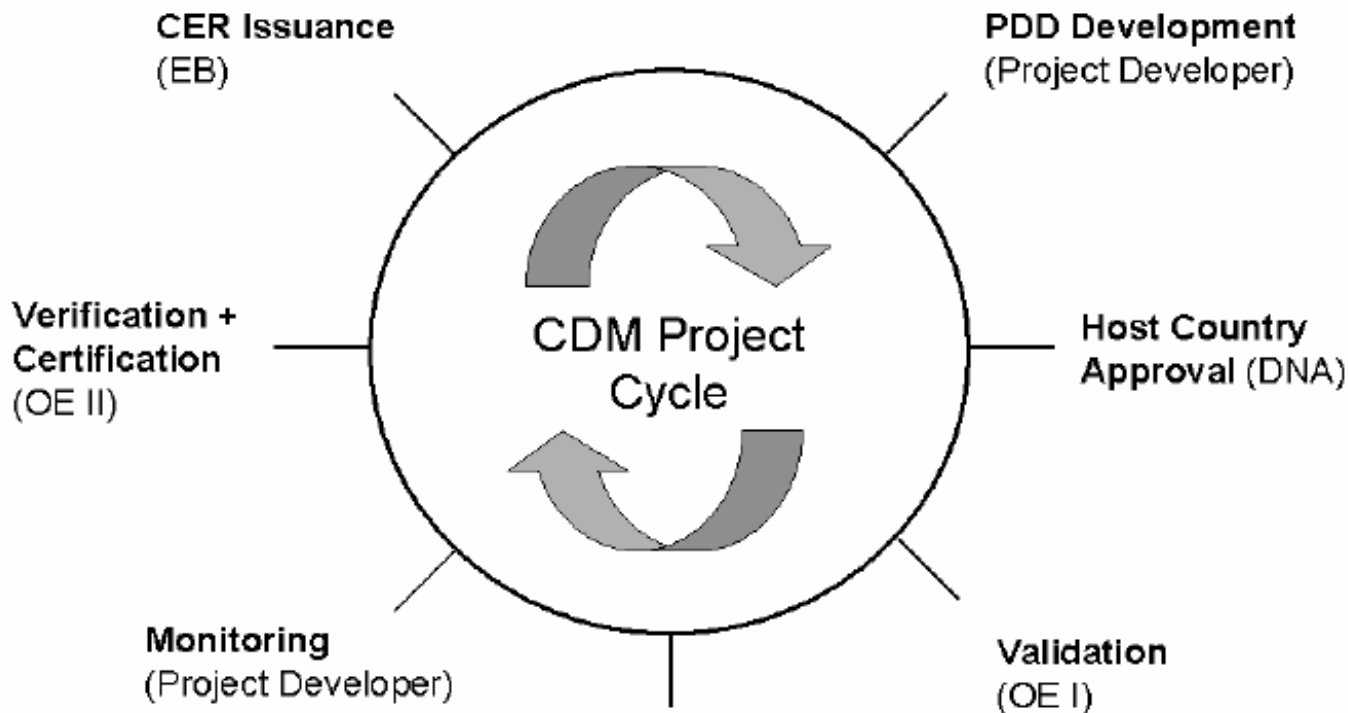 CER Issuance
(EB)
PDD Development
(Project Developer)
Verification +
Certification
(OE II)
CDM Project
Cycle
Host Country
Approval (DNA)
Monitoring
(Project Developer)
Validation
(OE I)